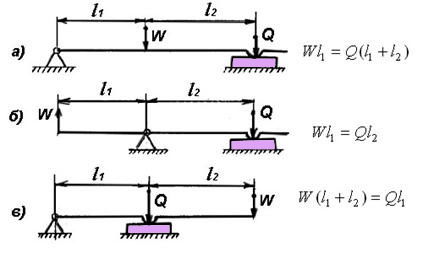 l₁ l₂
а) W Q Wl₁ = Q(l₁ + l₂)
l₁ l₂
б) W Q Wl₁ = Ql₂
l₁ l₂
в) Q W W(l₁ + l₂) = Ql₁